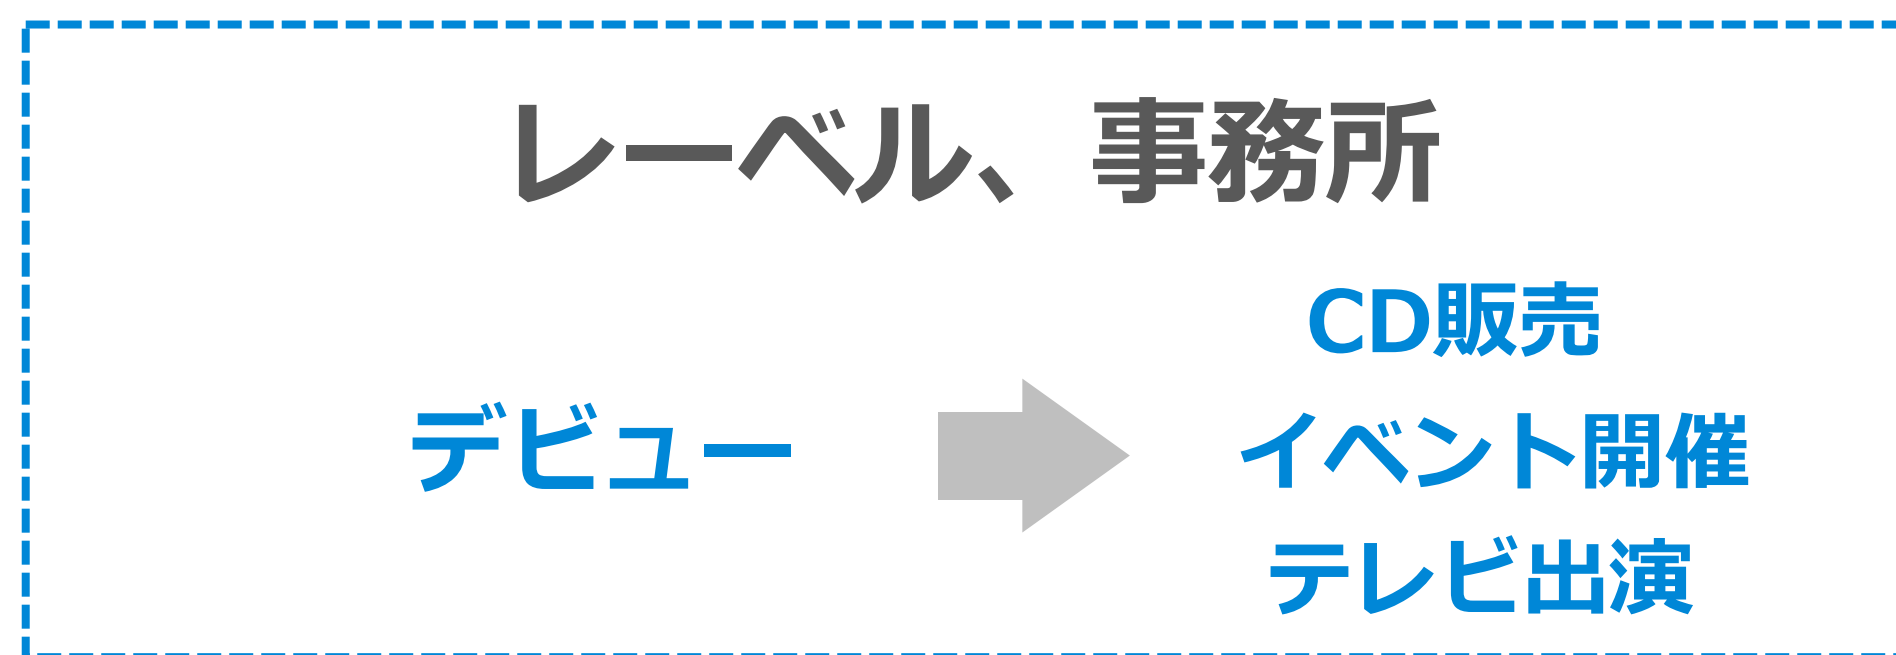 レーベル、事務所
デビュー
CD販売
イベント開催
テレビ出演